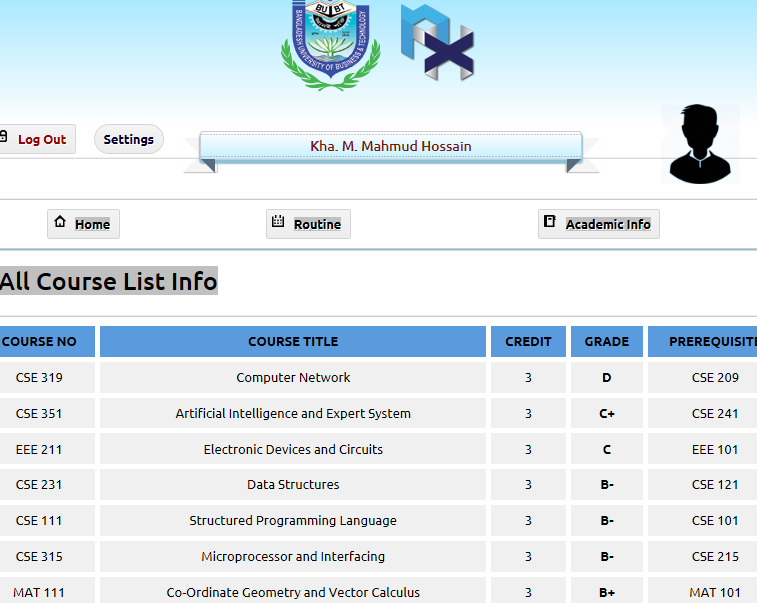 BUBT
BANGLADESH UNIVERSITY OF BUSINESS & TECHNOLOGY
Log Out
Settings
Kha. M. Mahmud Hossain
Home
Routine
Academic Info
All Course List Info
COURSE NO COURSE TITLE CREDIT GRADE PREREQUISITE
CSE 319 Computer Network 3 D CSE 209
CSE 351 Artificial Intelligence and Expert System 3 C+ CSE 241
EEE 211 Electronic Devices and Circuits 3 C EEE 101
CSE 231 Data Structures 3 B- CSE 121
CSE 111 Structured Programming Language 3 B- CSE 101
CSE 315 Microprocessor and Interfacing 3 B- CSE 215
MAT 111 Co-Ordinate Geometry and Vector Calculus 3 B+ MAT 101